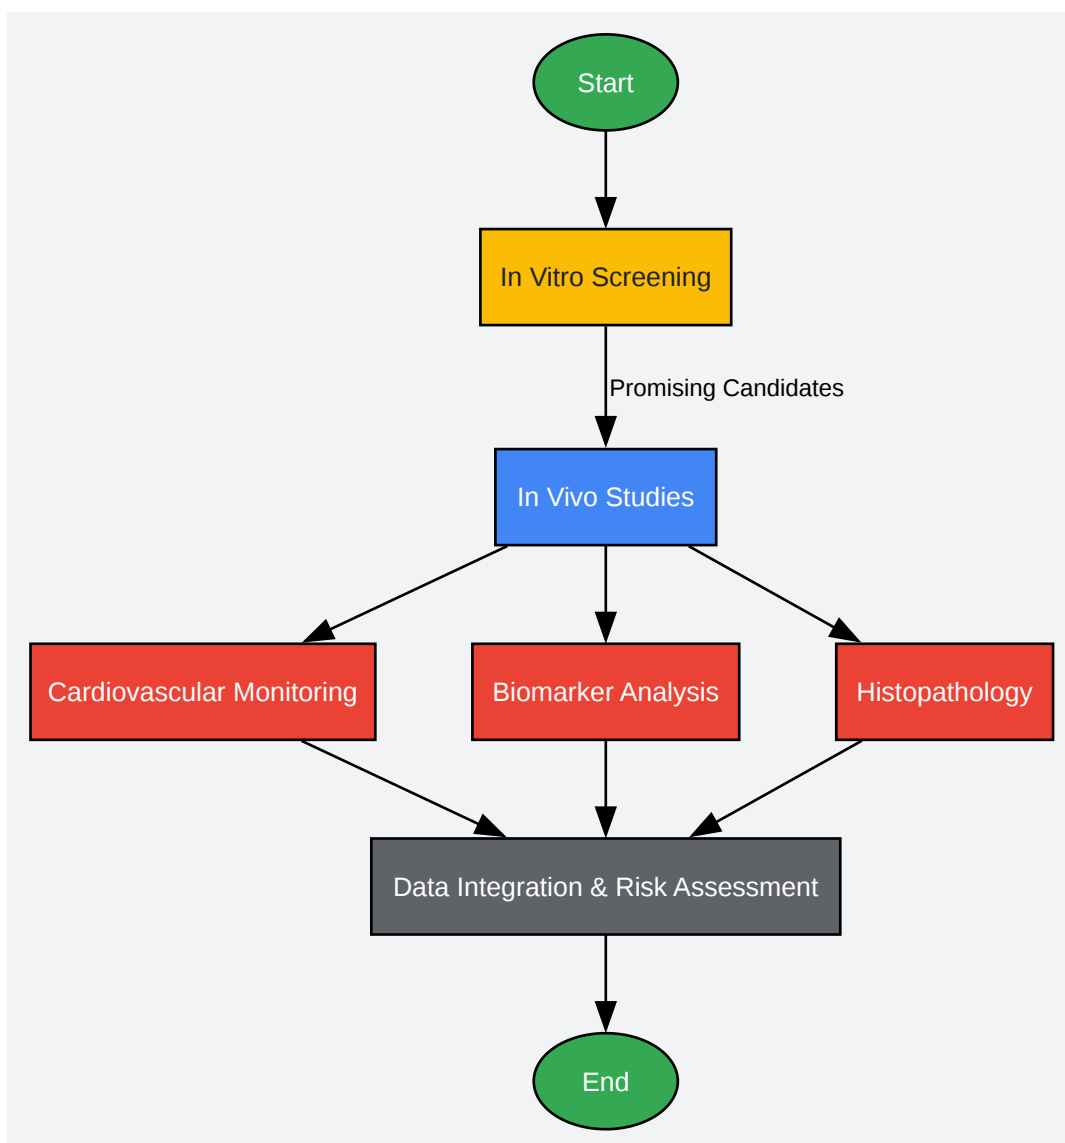 Start
In Vitro Screening
Promising Candidates
In Vivo Studies
Cardiovascular Monitoring
Biomarker Analysis
Histopathology
Data Integration & Risk Assessment
End